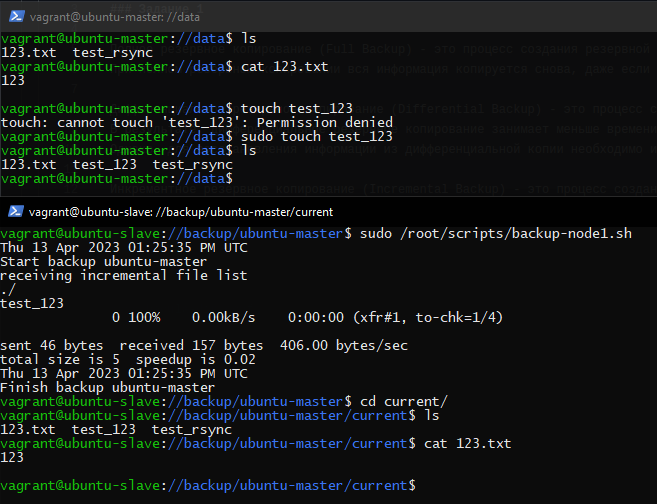 ### Задание 1
vagrant@ubuntu-master: //data
vagrant@ubuntu-master://data$ ls
123.txt  test_rsync
vagrant@ubuntu-master://data$ cat 123.txt
123
vagrant@ubuntu-master://data$ touch test_123
touch: cannot touch 'test_123': Permission denied
vagrant@ubuntu-master://data$ sudo touch test_123
vagrant@ubuntu-master://data$ ls
123.txt  test_123  test_rsync
vagrant@ubuntu-master://data$
vagrant@ubuntu-slave: //backup/ubuntu-master/current
vagrant@ubuntu-slave://backup/ubuntu-master$ sudo /root/scripts/backup-node1.sh
Thu 13 Apr 2023 01:25:35 PM UTC
Start backup ubuntu-master
receiving incremental file list
./
test_123
              0 100%    0.00kB/s    0:00:00 (xfr#1, to-chk=1/4)
sent 46 bytes  received 157 bytes  406.00 bytes/sec
total size is 5  speedup is 0.02
Thu 13 Apr 2023 01:25:35 PM UTC
Finish backup ubuntu-master
vagrant@ubuntu-slave://backup/ubuntu-master$ cd current/
vagrant@ubuntu-slave://backup/ubuntu-master/current$ ls
123.txt  test_123  test_rsync
vagrant@ubuntu-slave://backup/ubuntu-master/current$ cat 123.txt
123
vagrant@ubuntu-slave://backup/ubuntu-master/current$